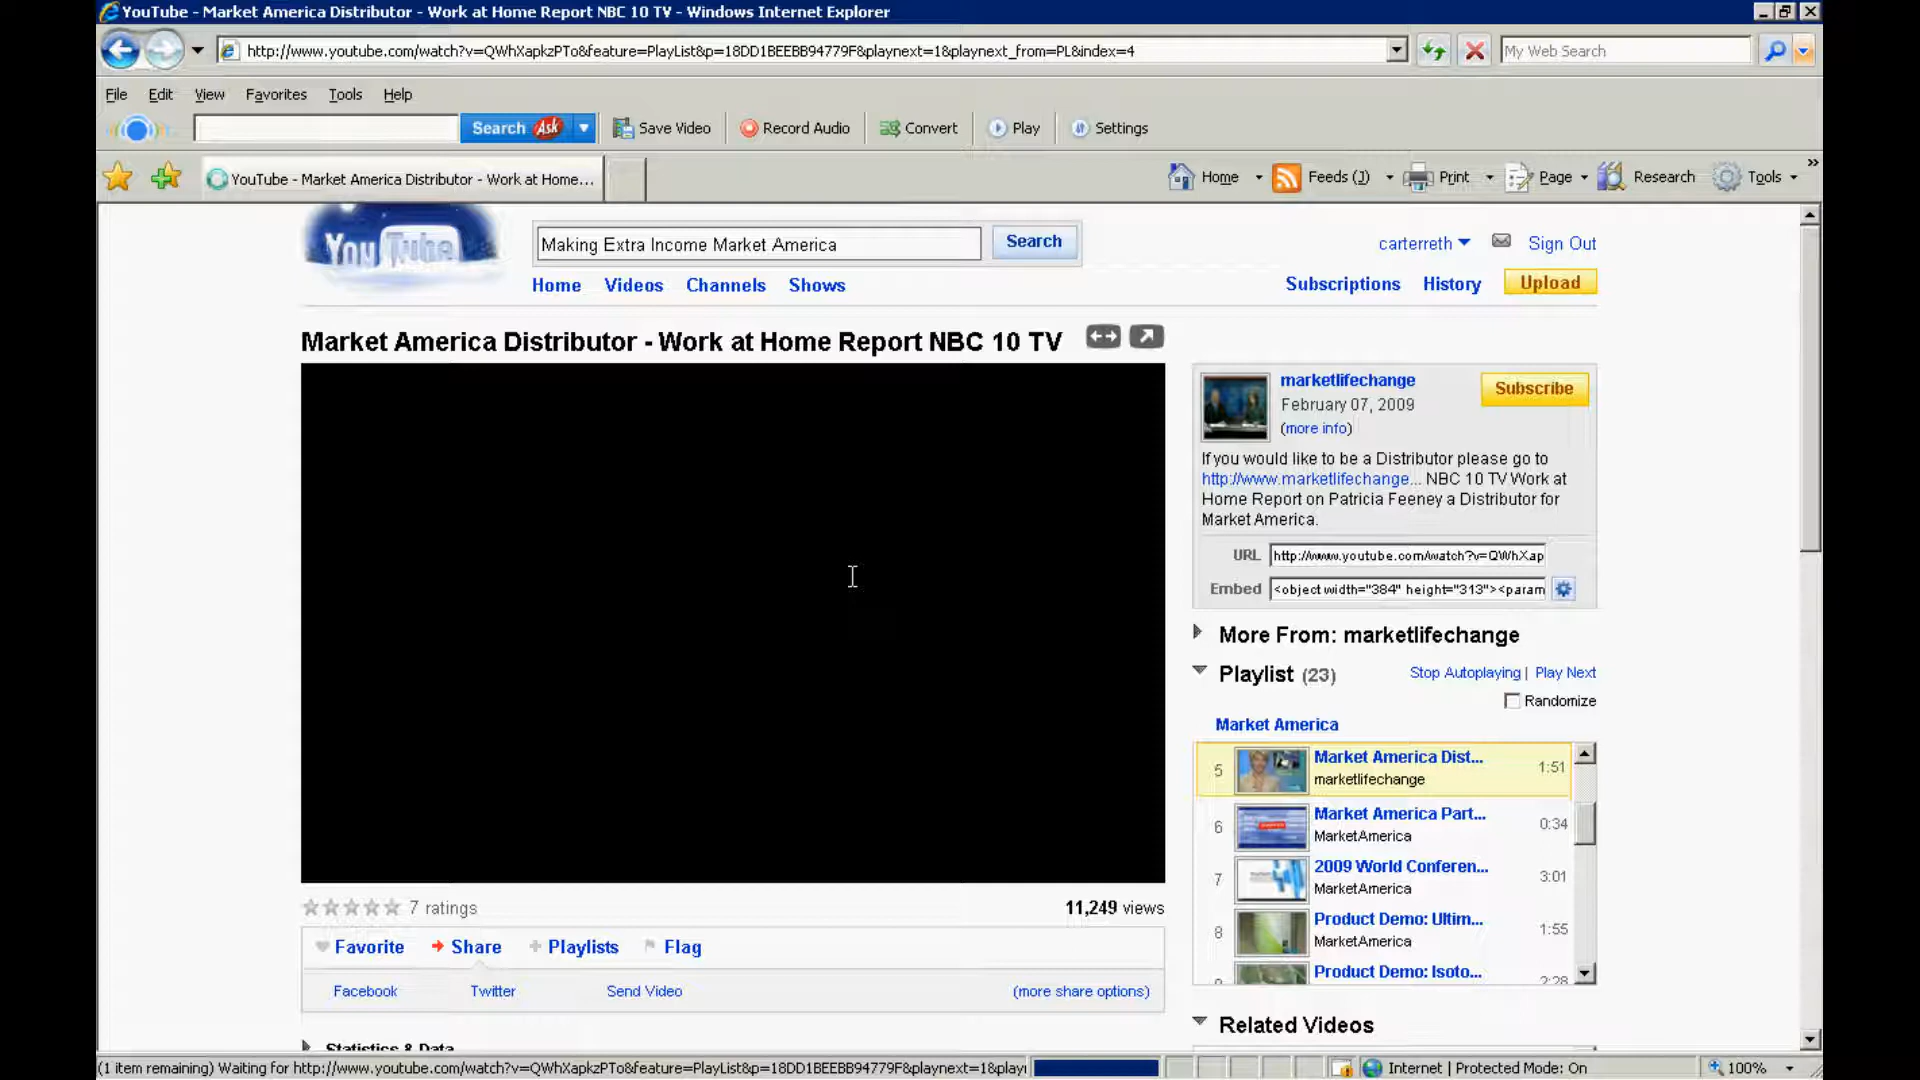 YouTube - Market America Distributor - Work at Home Report NBC 10 TV - Windows Internet Explorer
http://www.youtube.com/watch?v=QWhXapkzPTo&feature=PlayList&p=18DD1BEEBB94779F&playnext=1&playnext_from=PL&index=4
My Web Search
File Edit View Favorites Tools Help
Search Ask Save Video Record Audio Convert Play Settings
YouTube - Market America Distributor - Work at Home...
Home Feeds (J) Print Page Research Tools
YouTube
Making Extra Income Market America
Search
carterreth Sign Out
Home Videos Channels Shows
Subscriptions History Upload
Market America Distributor - Work at Home Report NBC 10 TV
marketlifechange
February 07, 2009
(more info)
Subscribe
If you would like to be a Distributor please go to
http://www.marketlifechange... NBC 10 TV Work at
Home Report on Patricia Feeney a Distributor for
Market America.
URL http://www.youtube.com/watch?v=QWhXap
Embed <object width="384" height="313"><param
More From: marketlifechange
Playlist (23) Stop Autoplaying | Play Next
Randomize
Market America
5 Market America Dist... 1:51
marketlifechange
6 Market America Part... 0:34
MarketAmerica
7 2009 World Conferen... 3:01
MarketAmerica
8 Product Demo: Ultim... 1:55
MarketAmerica
9 Product Demo: Isoto... 2:28
Related Videos
7 ratings 11,249 views
Favorite Share Playlists Flag
Facebook Twitter Send Video (more share options)
Statistics & Data
(1 item remaining) Waiting for http://www.youtube.com/watch?v=QWhXapkzPTo&feature=PlayList&p=18DD1BEEBB94779F&playnext=1&playı
Internet | Protected Mode: On 100%